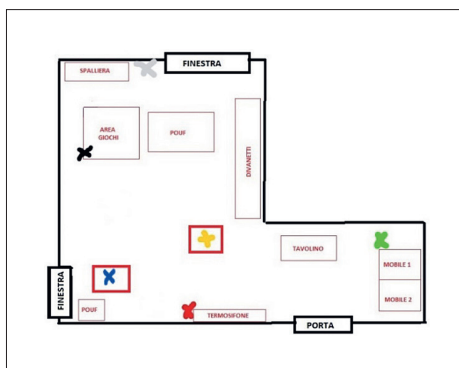 FINESTRA
SPALLIERA
AREA
GIOCHI
POUF
DIVANETTI
TAVOLINO
MOBILE 1
MOBILE 2
FINESTRA
POUF
TERMOSIFONE
PORTA